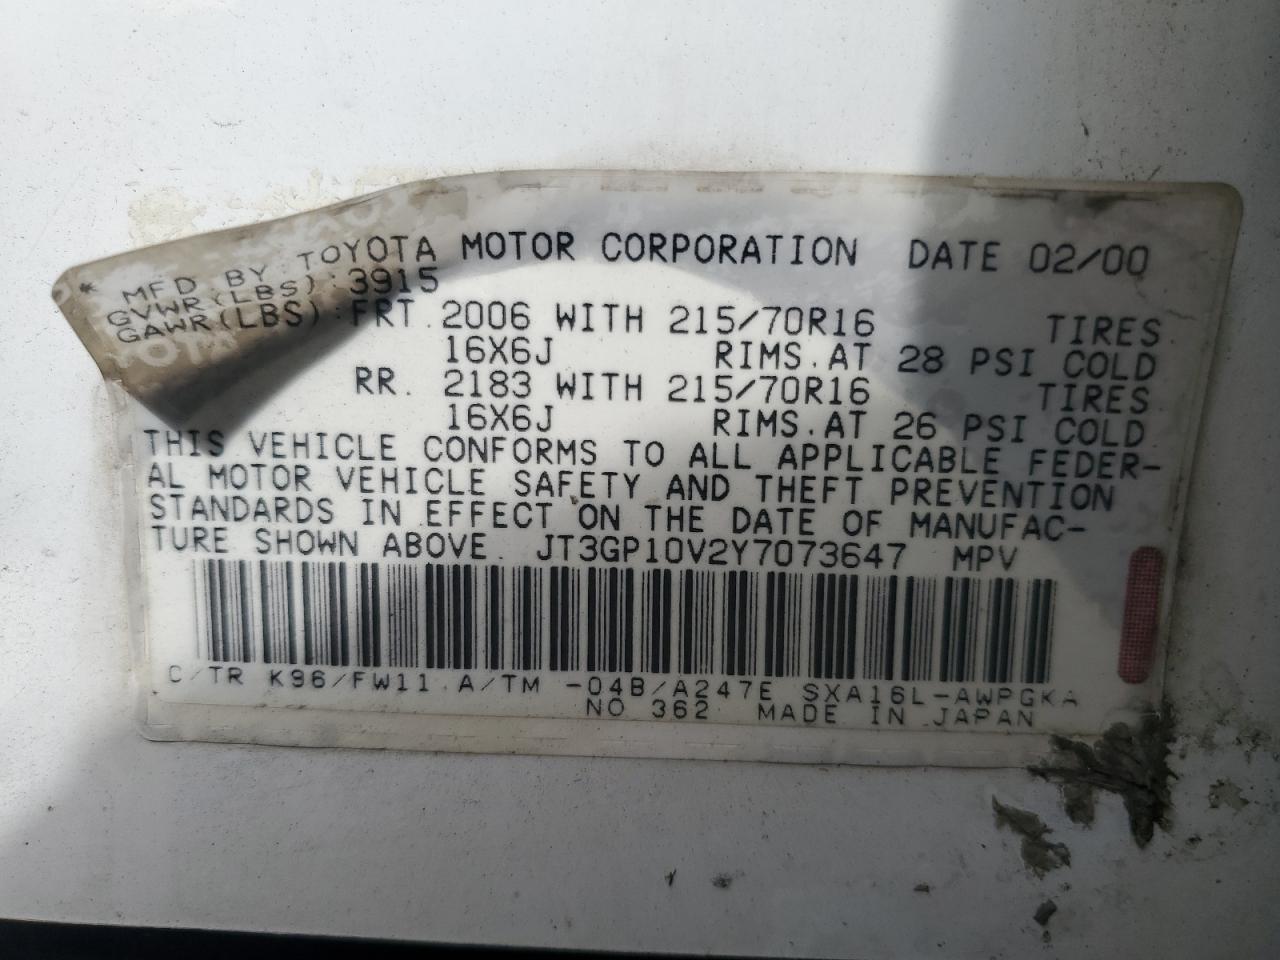 * MFD. BY: TOYOTA MOTOR CORPORATION DATE 02/00
GVWR(LBS): 3915
GAWR(LBS): FRT. 2006 WITH 215/70R16 TIRES.
16X6J RIMS. AT 28 PSI COLD
RR. 2183 WITH 215/70R16 TIRES.
16X6J RIMS. AT 26 PSI COLD.
THIS VEHICLE CONFORMS TO ALL APPLICABLE FEDER-
AL MOTOR VEHICLE SAFETY AND THEFT PREVENTION
STANDARDS IN EFFECT ON THE DATE OF MANUFAC-
TURE SHOWN ABOVE. JT3GP10V2Y7073647 MPV
C/TR K96/FW11 A/TM -04B/A247E SXA16L-AWPGKA
NO 362 MADE IN JAPAN